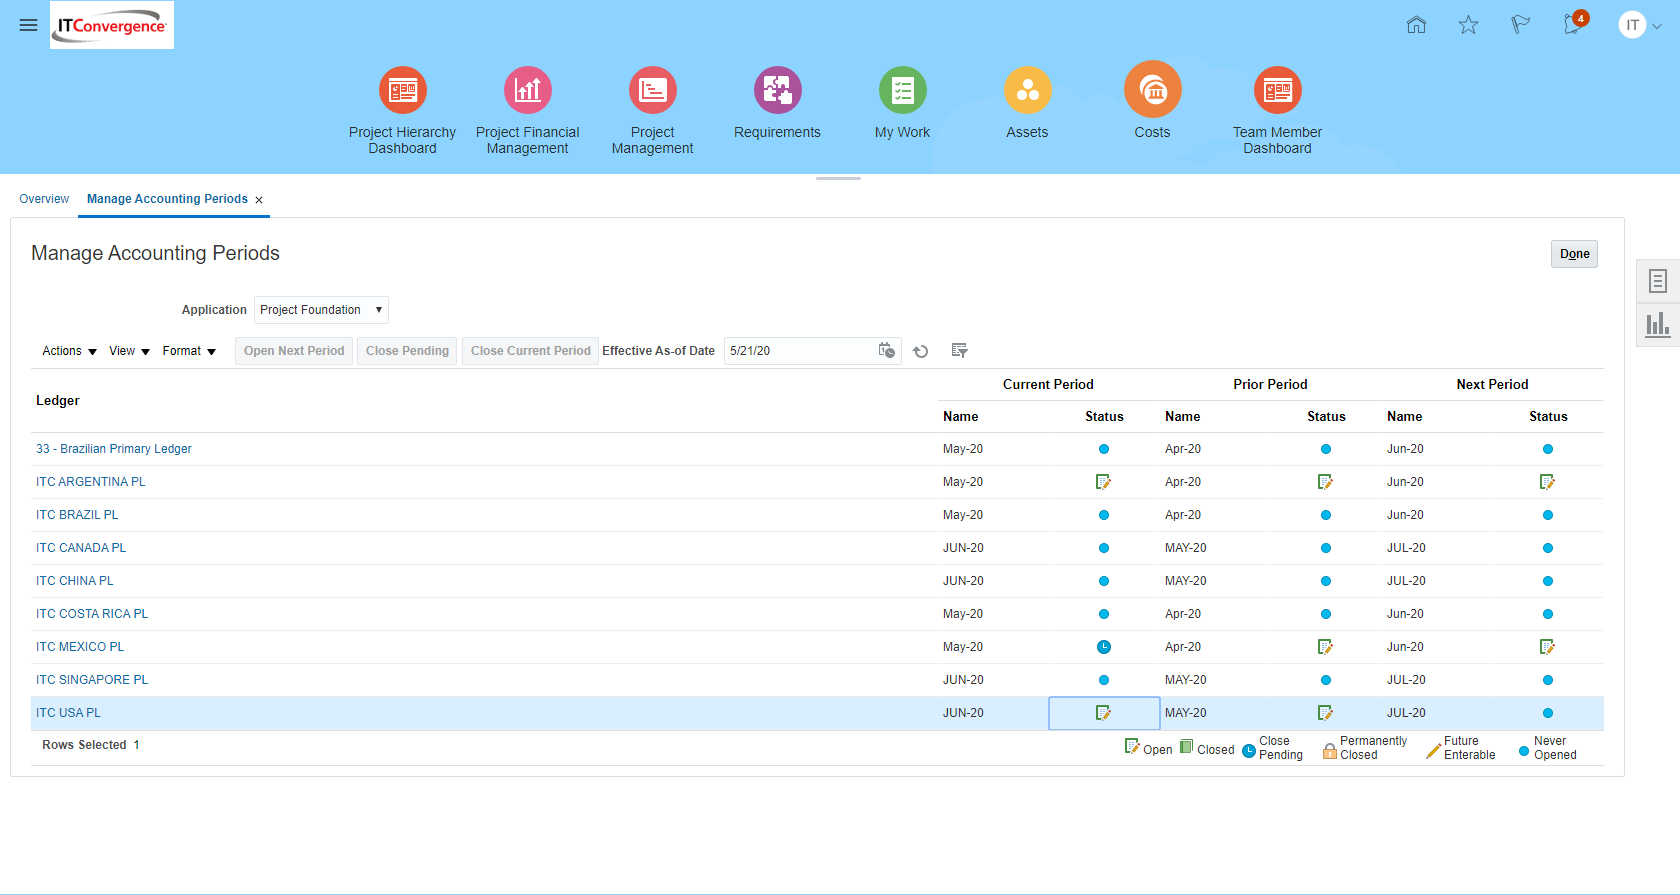 ITConvergence
4
IT
Project Hierarchy
Dashboard
Project Financial
Management
Project
Management
Requirements
My Work
Assets
Costs
Team Member
Dashboard
Overview
Manage Accounting Periods ×
Manage Accounting Periods
Done
Application Project Foundation
Actions View Format Open Next Period Close Pending Close Current Period Effective As-of Date 5/21/20
Current Period Prior Period Next Period
Ledger
Name Status Name Status Name Status
33 - Brazilian Primary Ledger May-20 Apr-20 Jun-20
ITC ARGENTINA PL May-20 Apr-20 Jun-20
ITC BRAZIL PL May-20 Apr-20 Jun-20
ITC CANADA PL JUN-20 MAY-20 JUL-20
ITC CHINA PL JUN-20 MAY-20 JUL-20
ITC COSTA RICA PL May-20 Apr-20 Jun-20
ITC MEXICO PL May-20 Apr-20 Jun-20
ITC SINGAPORE PL JUN-20 MAY-20 JUL-20
ITC USA PL JUN-20 MAY-20 JUL-20
Rows Selected 1
Open
Closed
Close
Pending
Permanently
Closed
Future
Enterable
Never
Opened